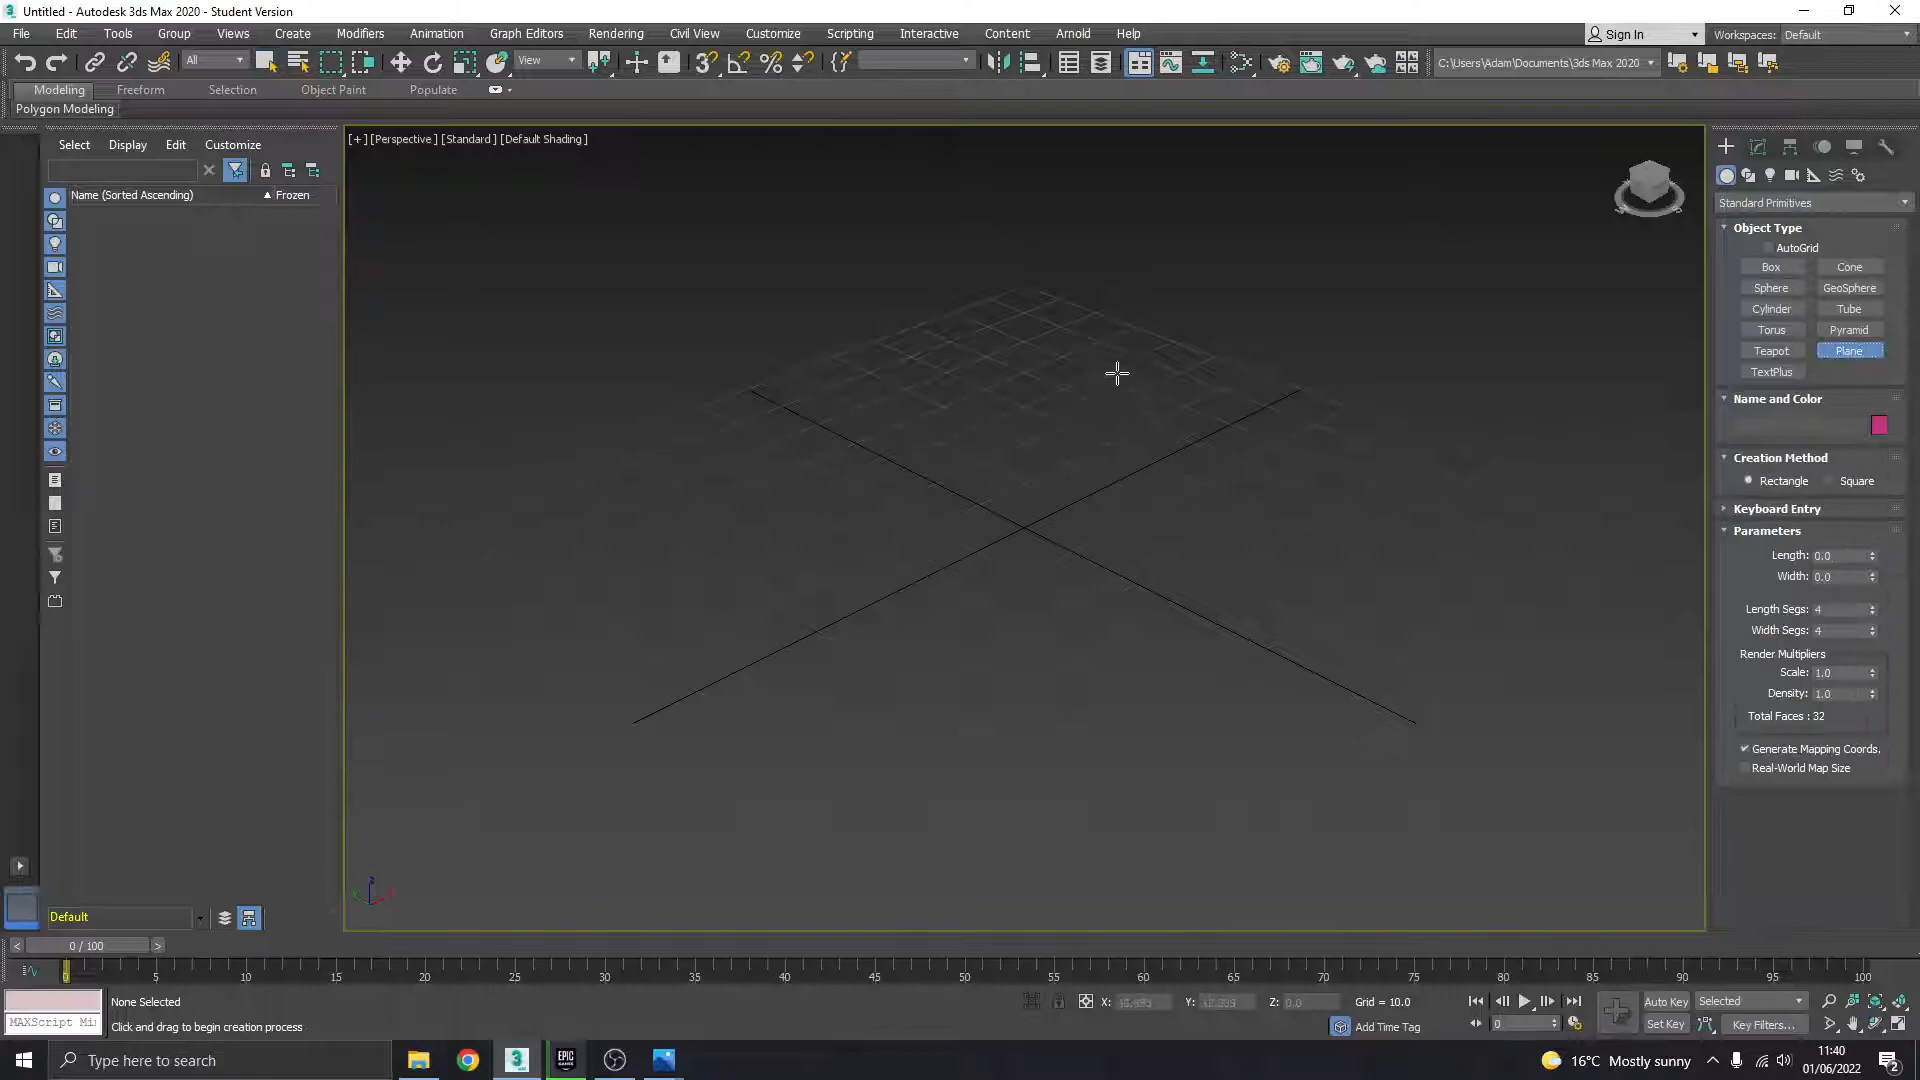 Untitled - Autodesk 3ds Max 2020 - Student Version
File Edit Tools Group Views Create Modifiers Animation Graph Editors Rendering Civil View Customize Scripting Interactive Content Arnold Help
Sign In Workspaces: Default
All View C:\Users\Adam\Documents\3ds Max 2020
Modeling Freeform Selection Object Paint Populate
Polygon Modeling
Select Display Edit Customize
Name (Sorted Ascending) Frozen
[+] [Perspective] [Standard] [Default Shading]
Standard Primitives
Object Type
AutoGrid
Box Cone
Sphere GeoSphere
Cylinder Tube
Torus Pyramid
Teapot Plane
TextPlus
Name and Color
Creation Method
Rectangle Square
Keyboard Entry
Parameters
Length: 0.0
Width: 0.0
Length Segs: 4
Width Segs: 4
Render Multipliers
Scale: 1.0
Density: 1.0
Total Faces : 32
Generate Mapping Coords.
Real-World Map Size
Default
< 0 / 100 >
0 5 10 15 20 25 30 35 40 45 50 55 60 65 70 75 80 85 90 95 100
None Selected
X: Y: Z: 0.0 Grid = 10.0
Auto Key Selected
MAXScript Mi
Click and drag to begin creation process
Add Time Tag
0
Set Key Key Filters...
Type here to search
EPIC GAMES
16°C Mostly sunny
11:40
01/06/2022
2